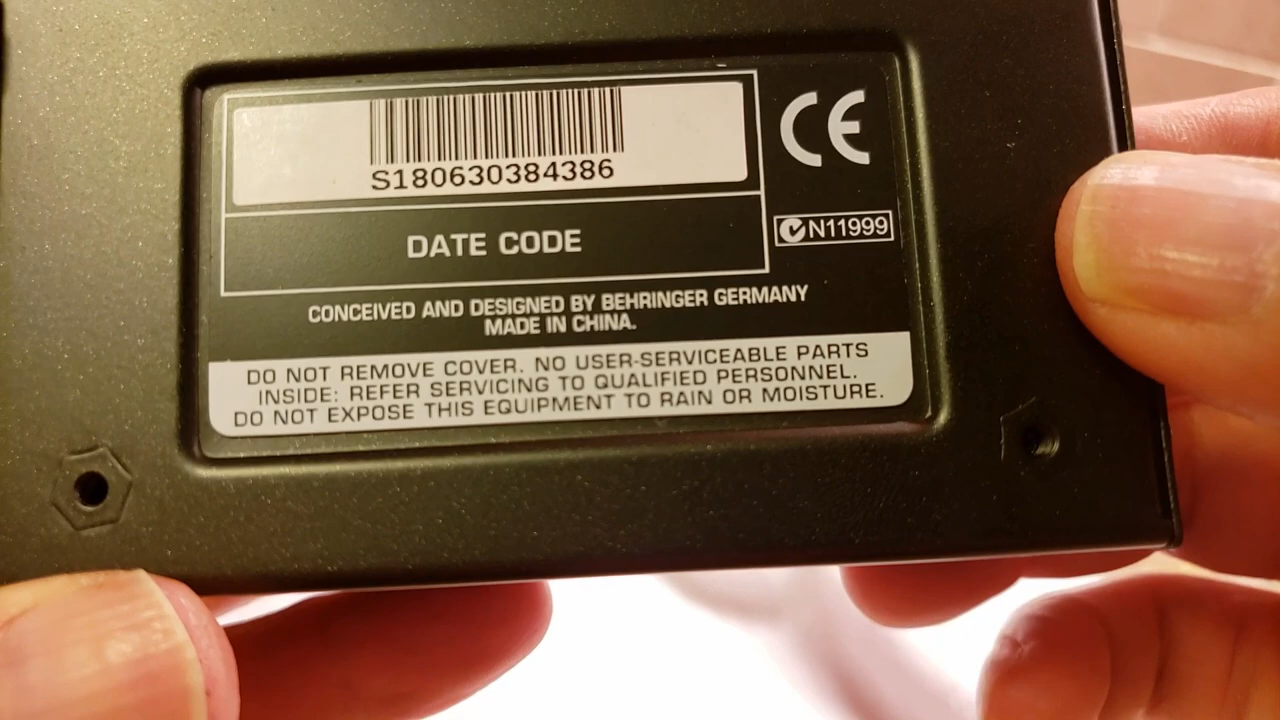 S180630384386
CE
N11999
DATE CODE
CONCEIVED AND DESIGNED BY BEHRINGER GERMANY
MADE IN CHINA.
DO NOT REMOVE COVER. NO USER-SERVICEABLE PARTS
INSIDE: REFER SERVICING TO QUALIFIED PERSONNEL.
DO NOT EXPOSE THIS EQUIPMENT TO RAIN OR MOISTURE.